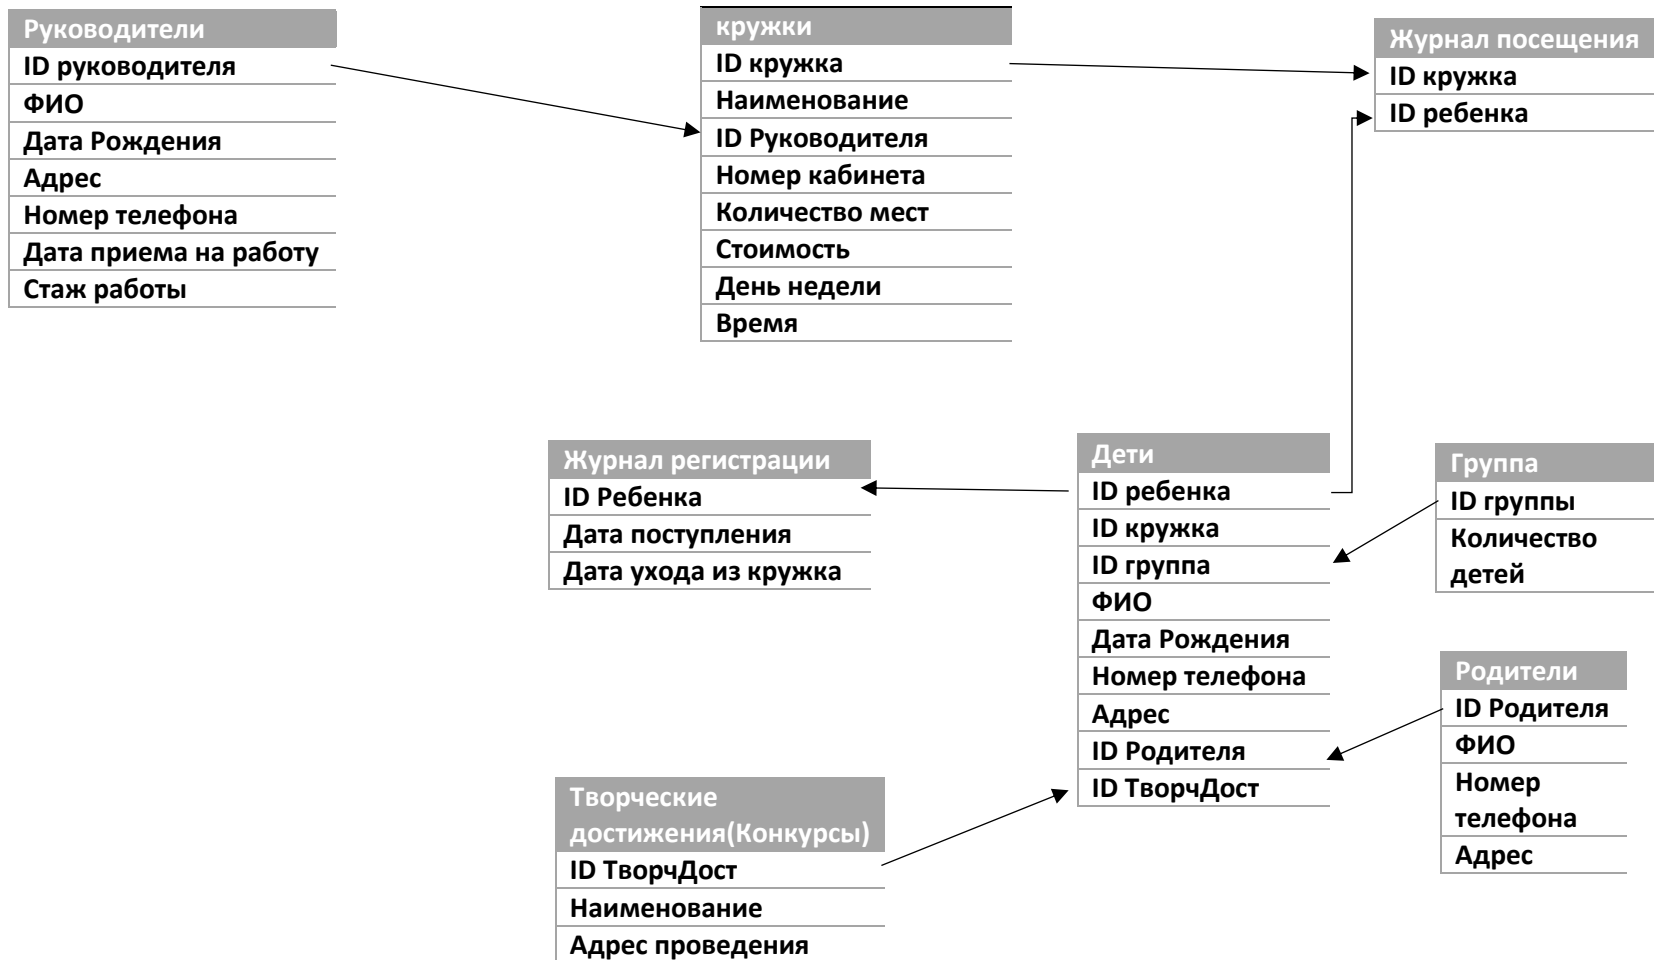 Руководители
ID руководителя
ФИО
Дата Рождения
Адрес
Номер телефона
Дата приема на работу
Стаж работы
кружки
ID кружка
Наименование
ID Руководителя
Номер кабинета
Количество мест
Стоимость
День недели
Время
Журнал посещения
ID кружка
ID ребенка
Журнал регистрации
ID Ребенка
Дата поступления
Дата ухода из кружка
Дети
ID ребенка
ID кружка
ID группа
ФИО
Дата Рождения
Номер телефона
Адрес
ID Родителя
ID ТворчДост
Группа
ID группы
Количество
детей
Родители
ID Родителя
ФИО
Номер
телефона
Адрес
Творческие
достижения(Конкурсы)
ID ТворчДост
Наименование
Адрес проведения